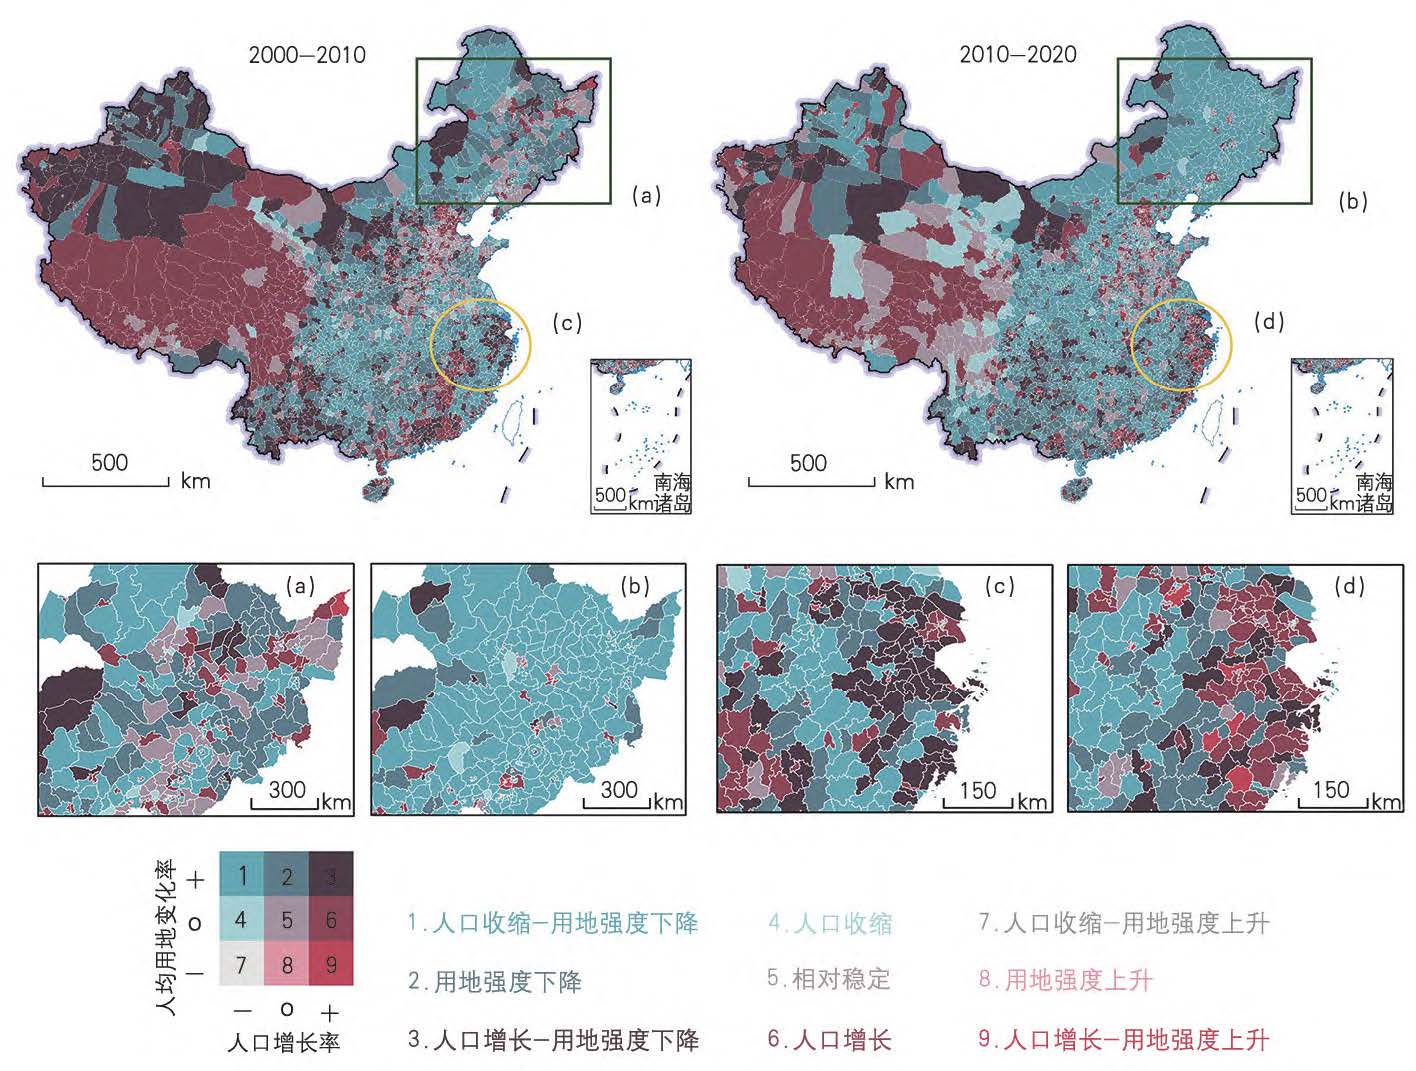 2000—2010
2010—2020
(a)
(b)
(c)
(d)
500
km
500
km
南海
诸岛
500
km
南海
诸岛
500
km
(a)
300
km
(b)
300
km
(c)
150
km
(d)
150
km
人均用地变化率
+
o
—
1 2 3
4 5 6
7 8 9
— o +
人口增长率
1.人口收缩—用地强度下降
2.用地强度下降
3.人口增长—用地强度下降
4.人口收缩
5.相对稳定
6.人口增长
7.人口收缩—用地强度上升
8.用地强度上升
9.人口增长—用地强度上升